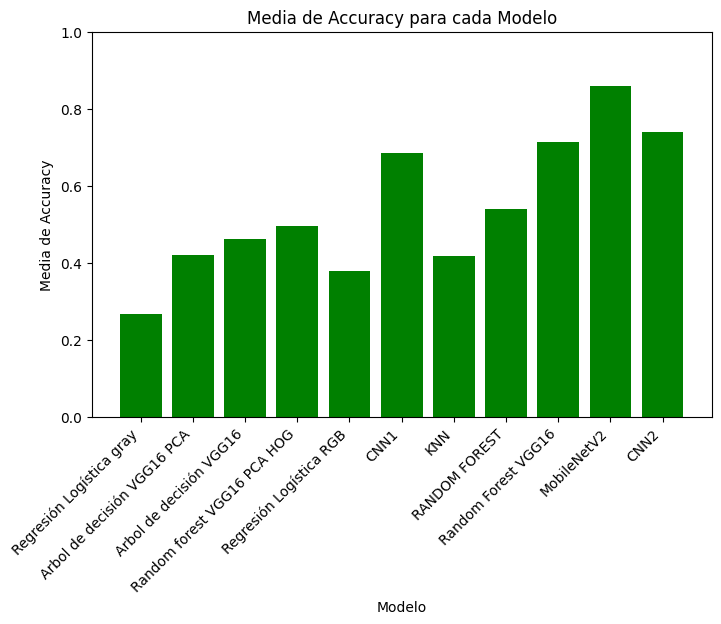 Media de Accuracy para cada Modelo
Media de Accuracy
1.0
0.8
0.6
0.4
0.2
0.0
Regresión Logística gray
Arbol de decisión VGG16 PCA
Arbol de decisión VGG16
Random forest VGG16 PCA HOG
Regresión Logística RGB
CNN1
KNN
RANDOM FOREST
Random Forest VGG16
MobileNetV2
CNN2
Modelo